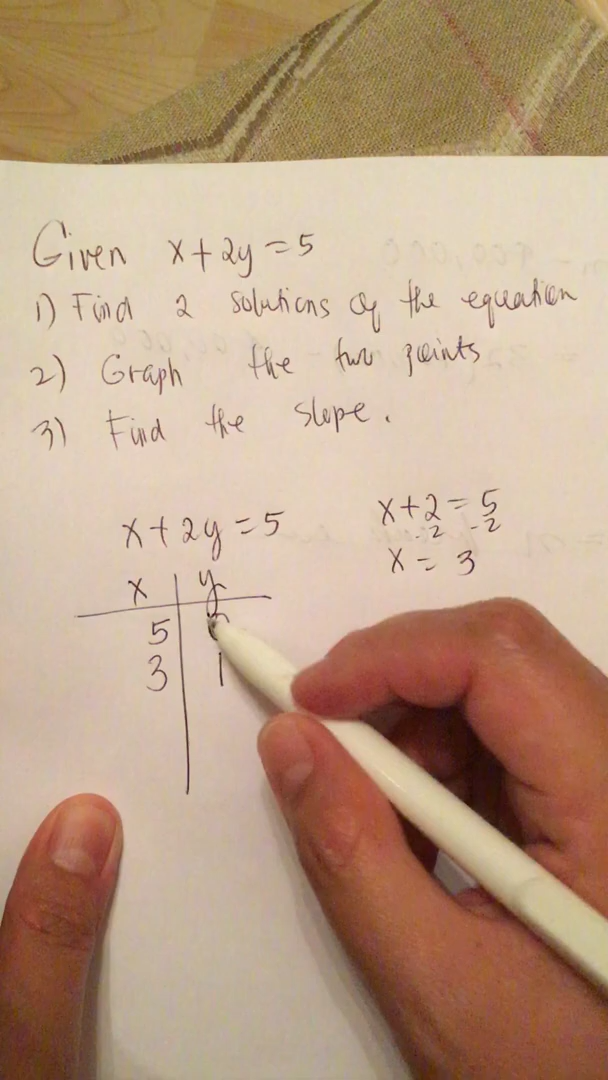 Given x+2y=5
1) Find 2 solutions of the equation
2) Graph the two points
3) Find the slope.
x+2y=5
x+2=5
-2 -2
x=3
x y
5
3 1